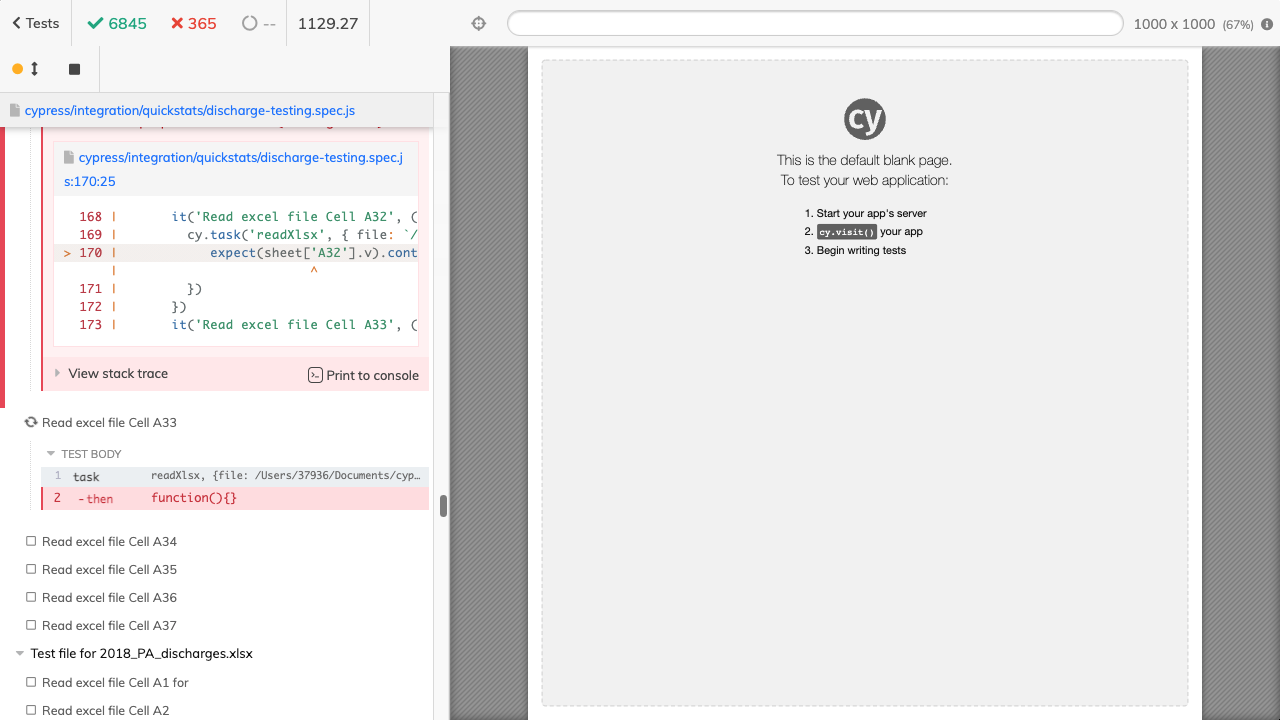 Tests
6845
365
--
1129.27
1000 x 1000 (67%)
cypress/integration/quickstats/discharge-testing.spec.js
cypress/integration/quickstats/discharge-testing.spec.j
s:170:25
168 | it('Read excel file Cell A32', (
169 | cy.task('readXlsx', { file: `/
> 170 | expect(sheet['A32'].v).cont
| ^
171 | })
172 | })
173 | it('Read excel file Cell A33', (
View stack trace
Print to console
Read excel file Cell A33
TEST BODY
1 task readXlsx, {file: /Users/37936/Documents/cyp…
2 -then function(){}
Read excel file Cell A34
Read excel file Cell A35
Read excel file Cell A36
Read excel file Cell A37
Test file for 2018_PA_discharges.xlsx
Read excel file Cell A1 for
Read excel file Cell A2
cy
This is the default blank page.
To test your web application:
1. Start your app's server
2. cy.visit() your app
3. Begin writing tests